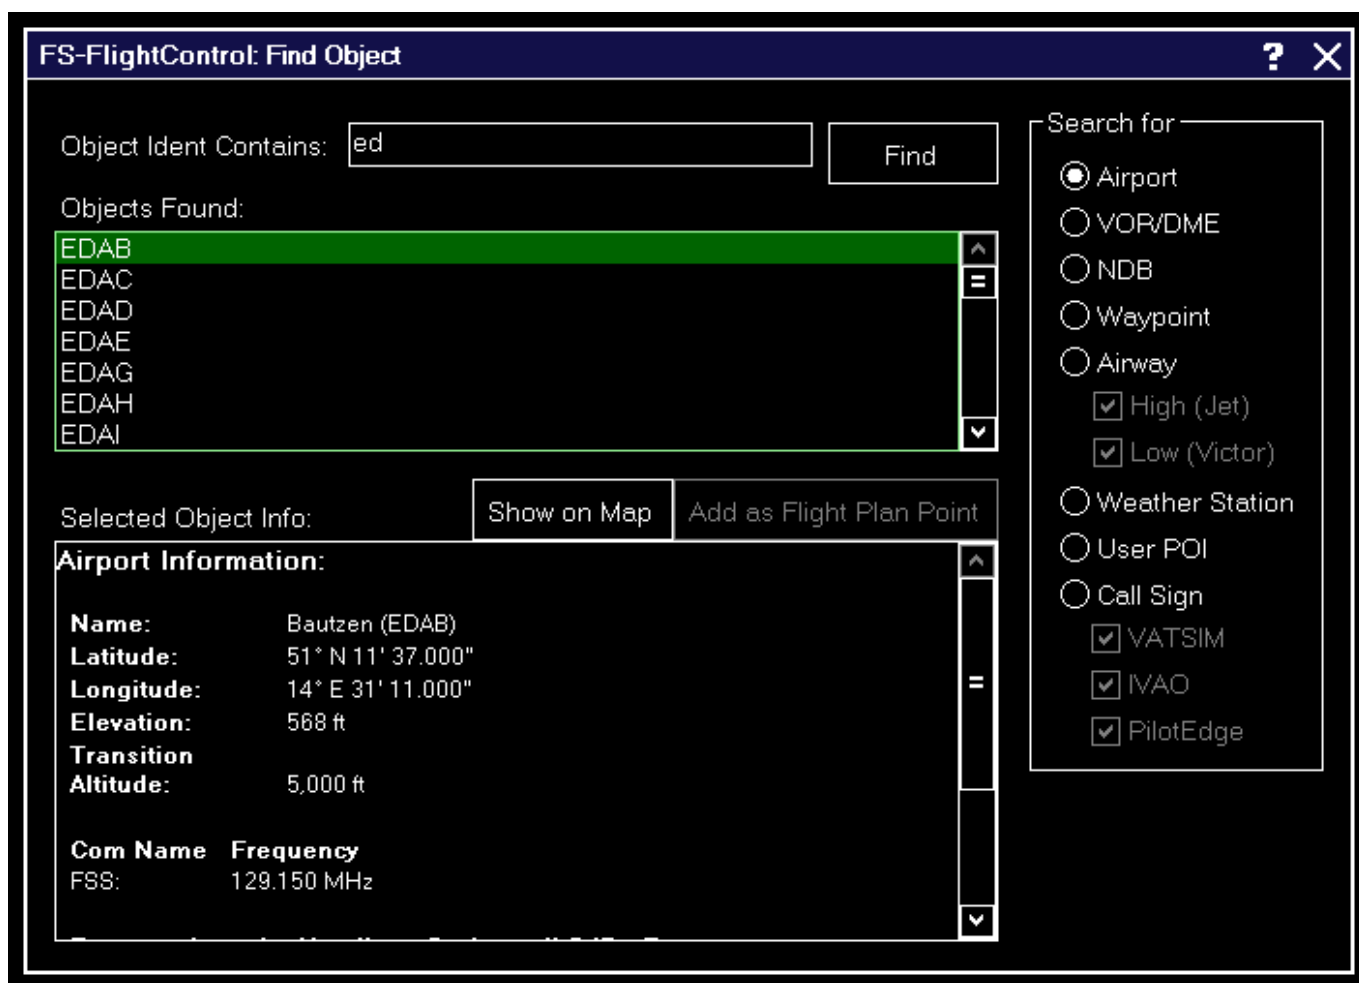 FS-FlightControl: Find Object
? X
Object Ident Contains: ed
Find
Objects Found:
EDAB
EDAC
EDAD
EDAE
EDAG
EDAH
EDAI
Selected Object Info:
Show on Map
Add as Flight Plan Point
Airport Information:
Name: Bautzen (EDAB)
Latitude: 51° N 11' 37.000"
Longitude: 14° E 31' 11.000"
Elevation: 568 ft
Transition
Altitude: 5,000 ft
Com Name Frequency
FSS: 129.150 MHz
Search for
Airport
VOR/DME
NDB
Waypoint
Airway
High (Jet)
Low (Victor)
Weather Station
User POI
Call Sign
VATSIM
IVAO
PilotEdge